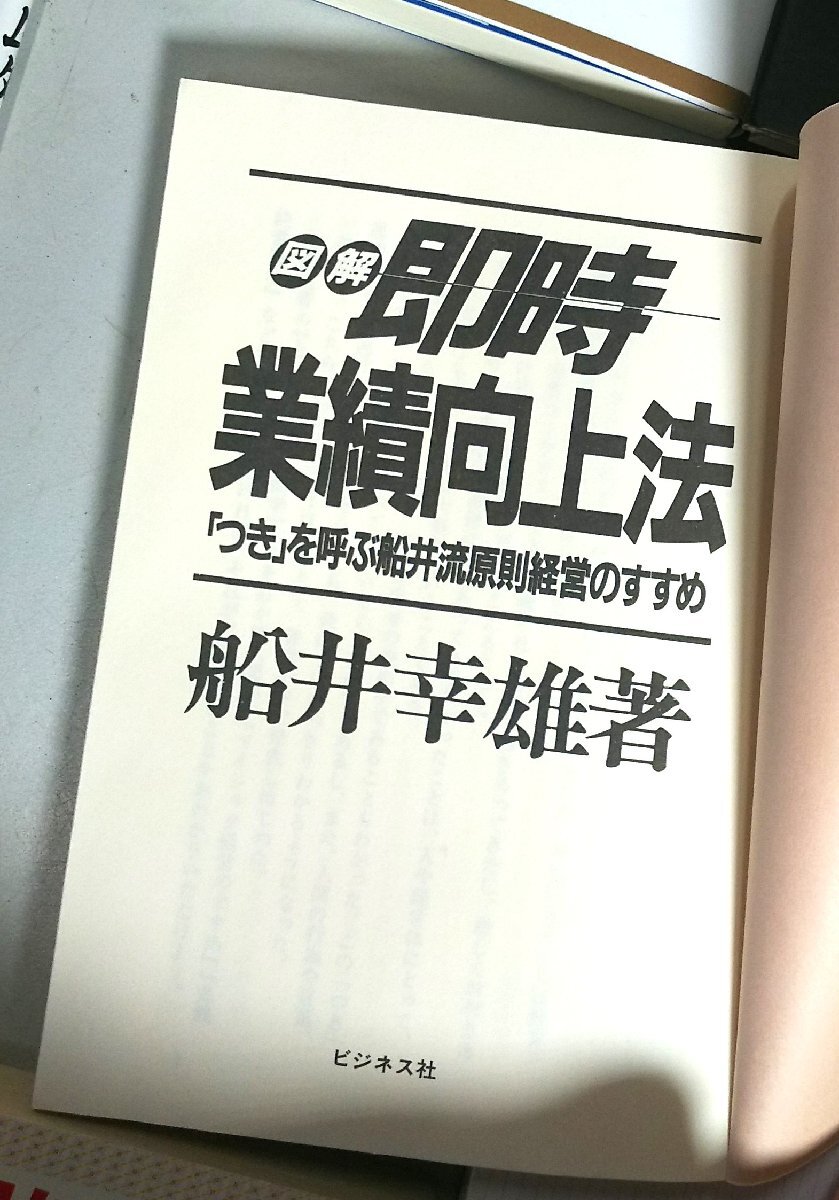 図解 即時
業績向上法
「つき」を呼ぶ船井流原則経営のすすめ
船井幸雄著
ビジネス社